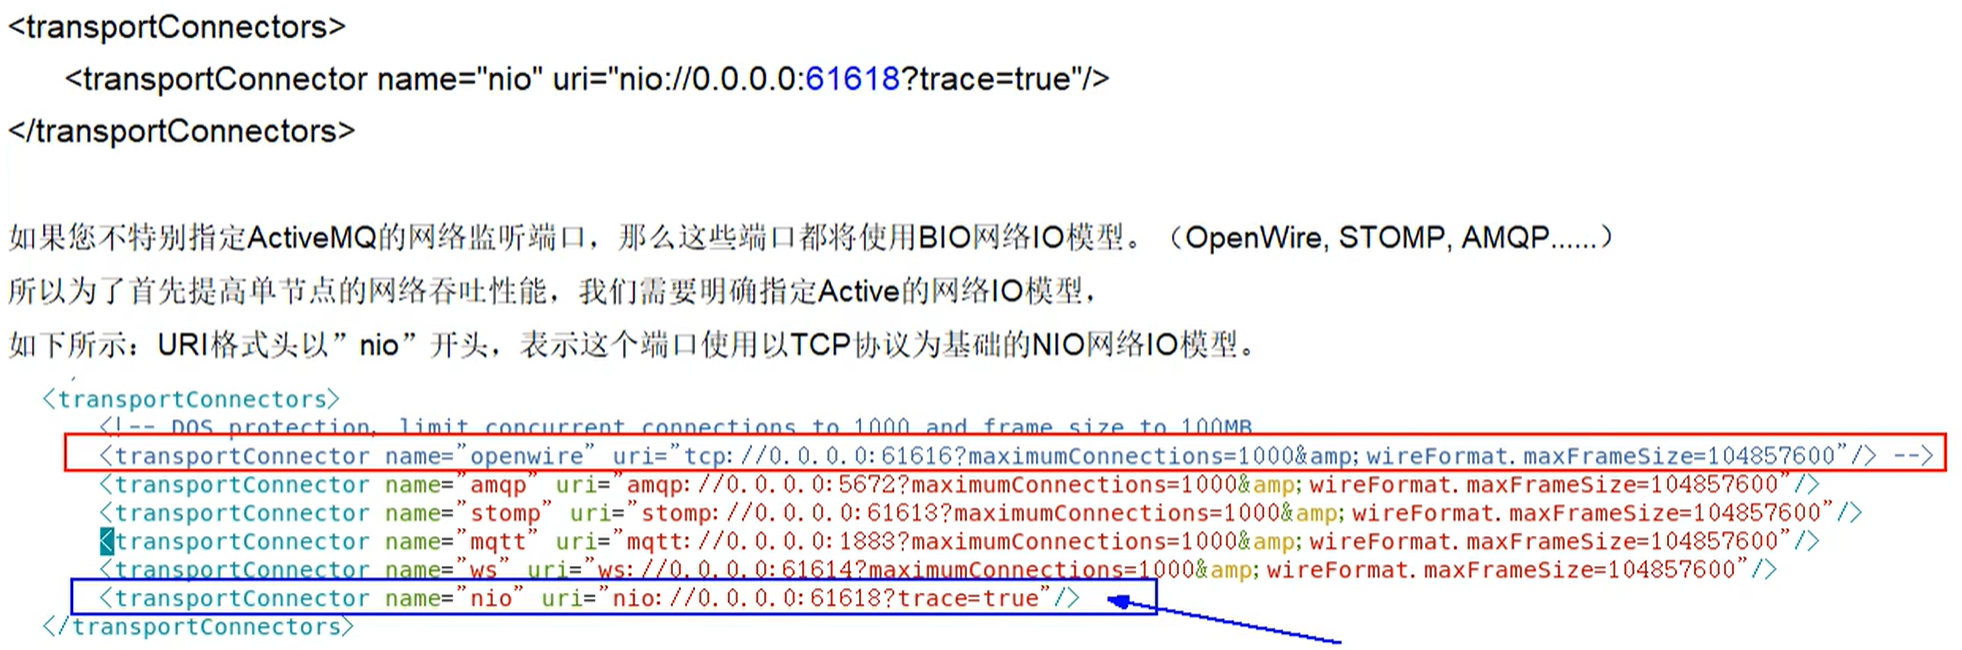 <transportConnectors>
<transportConnector name="nio" uri="nio://0.0.0.0:61618?trace=true"/>
</transportConnectors>
如果您不特别指定ActiveMQ的网络监听端口，那么这些端口都将使用BIO网络IO模型。（OpenWire, STOMP, AMQP......）
所以为了首先提高单节点的网络吞吐性能，我们需要明确指定Active的网络IO模型，
如下所示：URI格式头以”nio”开头，表示这个端口使用以TCP协议为基础的NIO网络IO模型。
<transportConnectors>
<!-- DOS protection, limit concurrent connections to 1000 and frame size to 100MB
<transportConnector name="openwire" uri="tcp://0.0.0.0:61616?maximumConnections=1000&amp;wireFormat.maxFrameSize=104857600"/> -->
<transportConnector name="amqp" uri="amqp://0.0.0.0:5672?maximumConnections=1000&amp;wireFormat.maxFrameSize=104857600"/>
<transportConnector name="stomp" uri="stomp://0.0.0.0:61613?maximumConnections=1000&amp;wireFormat.maxFrameSize=104857600"/>
<transportConnector name="mqtt" uri="mqtt://0.0.0.0:1883?maximumConnections=1000&amp;wireFormat.maxFrameSize=104857600"/>
<transportConnector name="ws" uri="ws://0.0.0.0:61614?maximumConnections=1000&amp;wireFormat.maxFrameSize=104857600"/>
<transportConnector name="nio" uri="nio://0.0.0.0:61618?trace=true"/>
</transportConnectors>